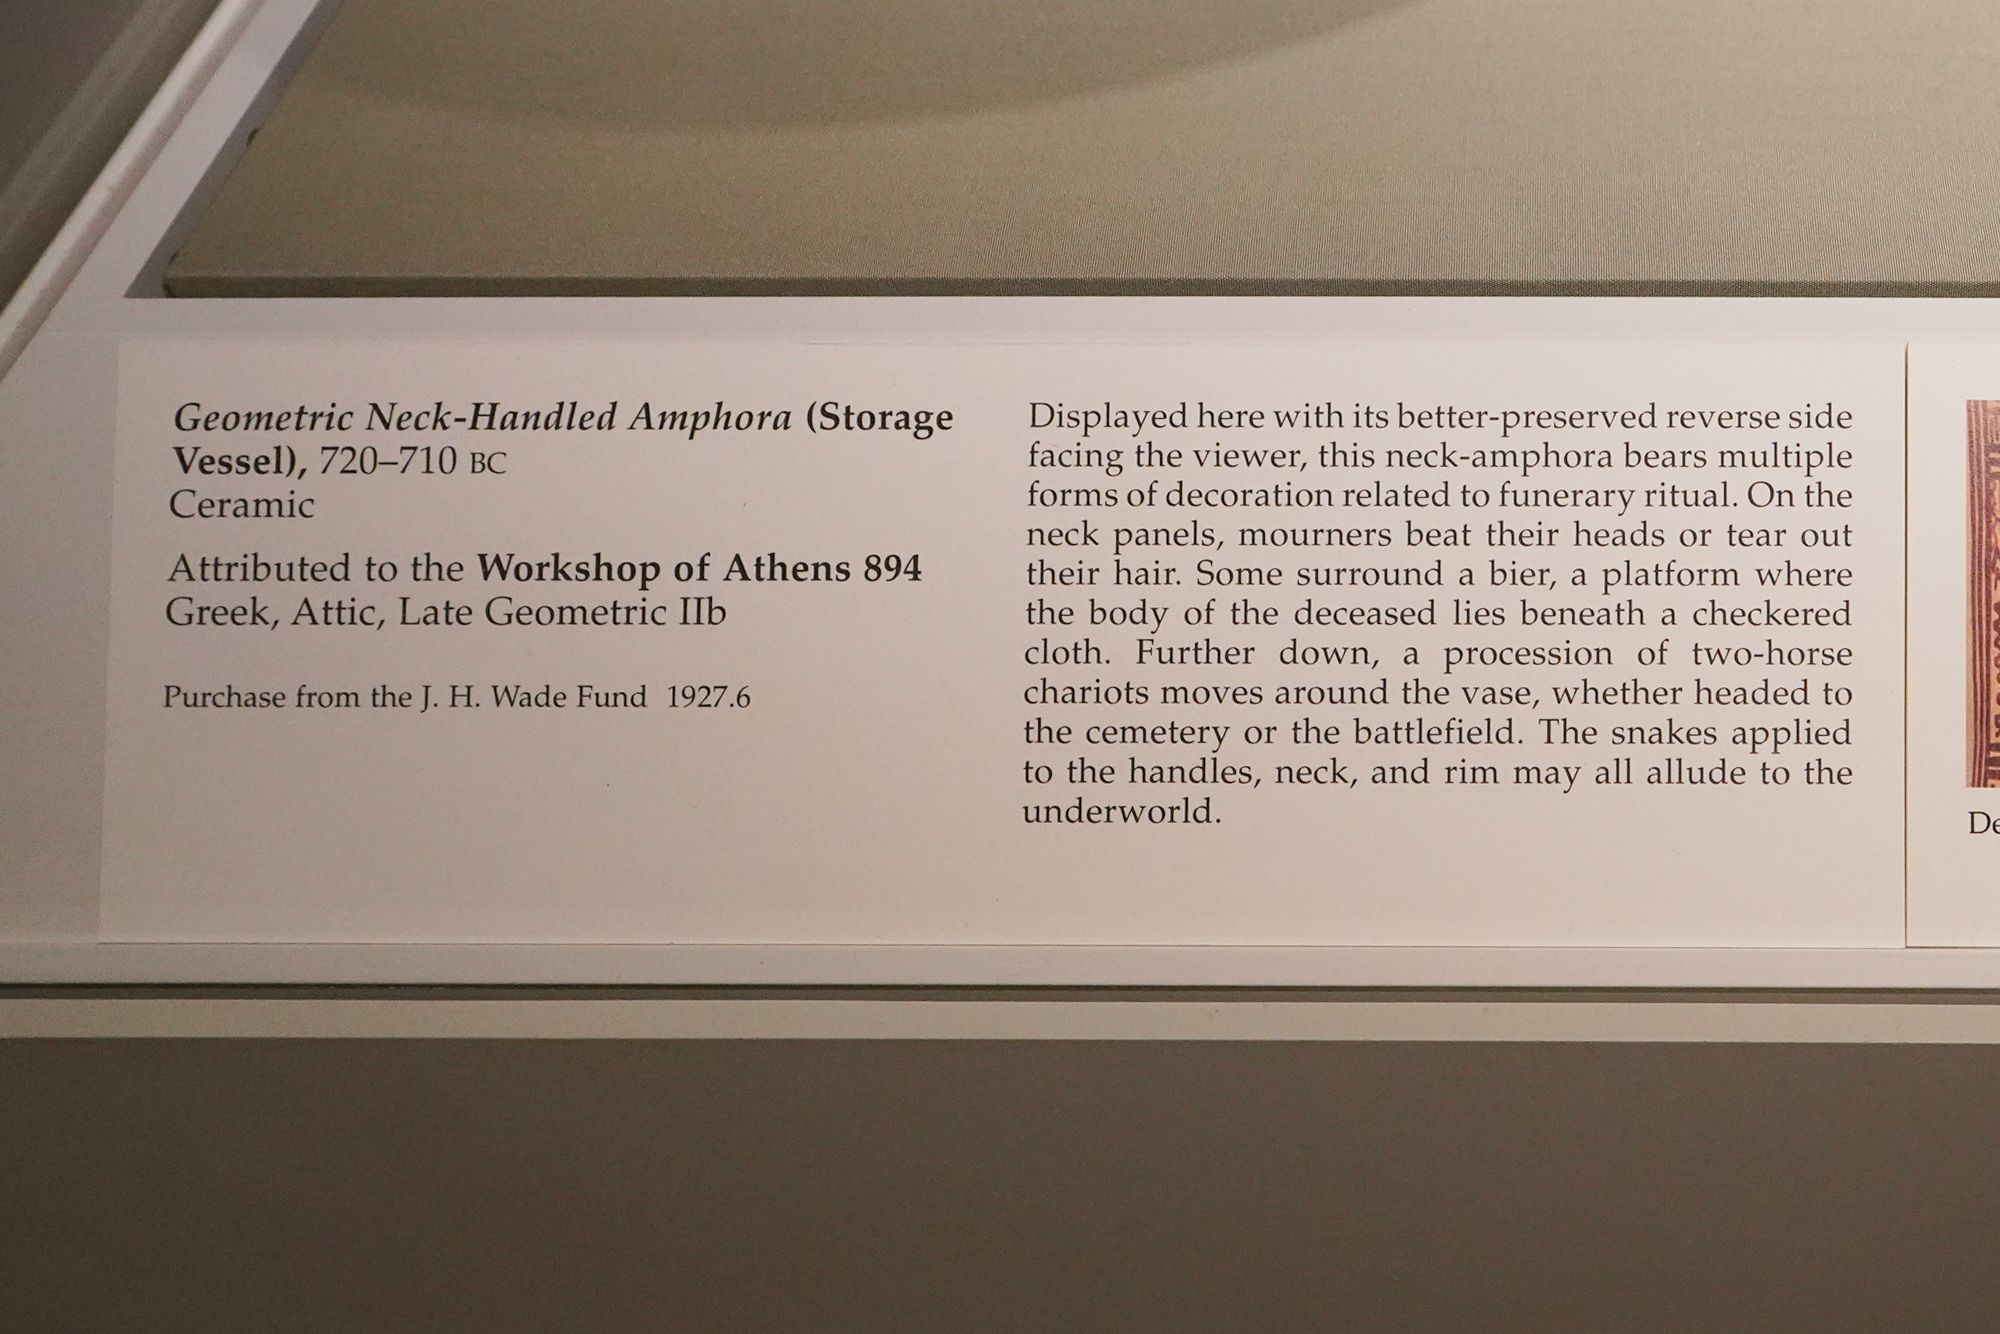 Geometric Neck-Handled Amphora (Storage
Vessel), 720–710 BC
Ceramic
Attributed to the Workshop of Athens 894
Greek, Attic, Late Geometric IIb
Purchase from the J. H. Wade Fund 1927.6
Displayed here with its better-preserved reverse side
facing the viewer, this neck-amphora bears multiple
forms of decoration related to funerary ritual. On the
neck panels, mourners beat their heads or tear out
their hair. Some surround a bier, a platform where
the body of the deceased lies beneath a checkered
cloth. Further down, a procession of two-horse
chariots moves around the vase, whether headed to
the cemetery or the battlefield. The snakes applied
to the handles, neck, and rim may all allude to the
underworld.